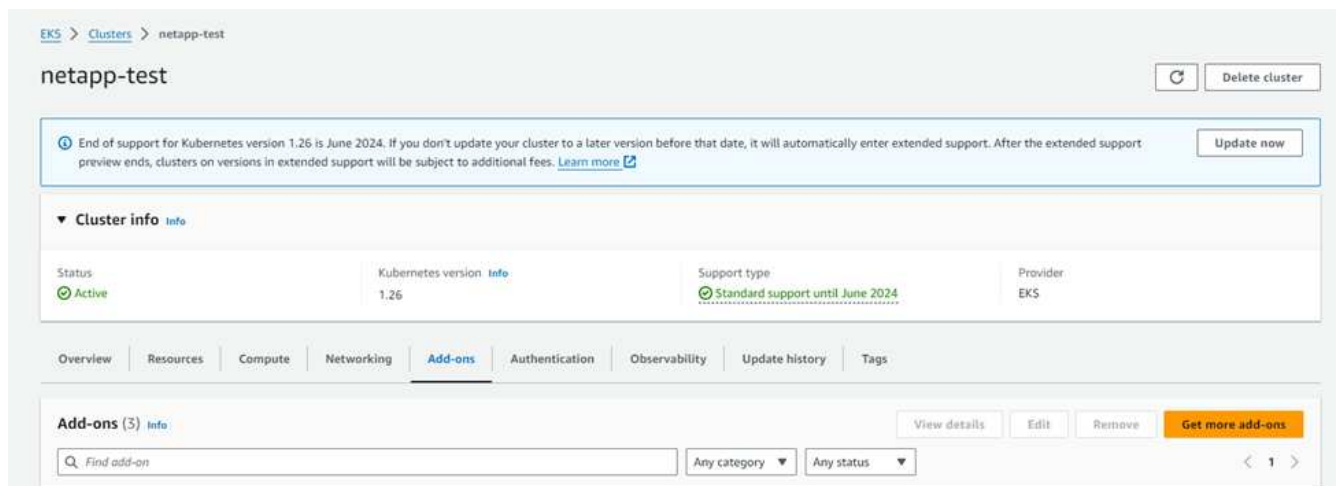 EKS > Clusters > netapp-test
netapp-test
Delete cluster
End of support for Kubernetes version 1.26 is June 2024. If you don't update your cluster to a later version before that date, it will automatically enter extended support. After the extended support
preview ends, clusters on versions in extended support will be subject to additional fees. Learn more
Update now
Cluster info Info
Status
Active
Kubernetes version Info
1.26
Support type
Standard support until June 2024
Provider
EKS
Overview
Resources
Compute
Networking
Add-ons
Authentication
Observability
Update history
Tags
Add-ons (3) Info
View details
Edit
Remove
Get more add-ons
Find add-on
Any category
Any status
< 1 >